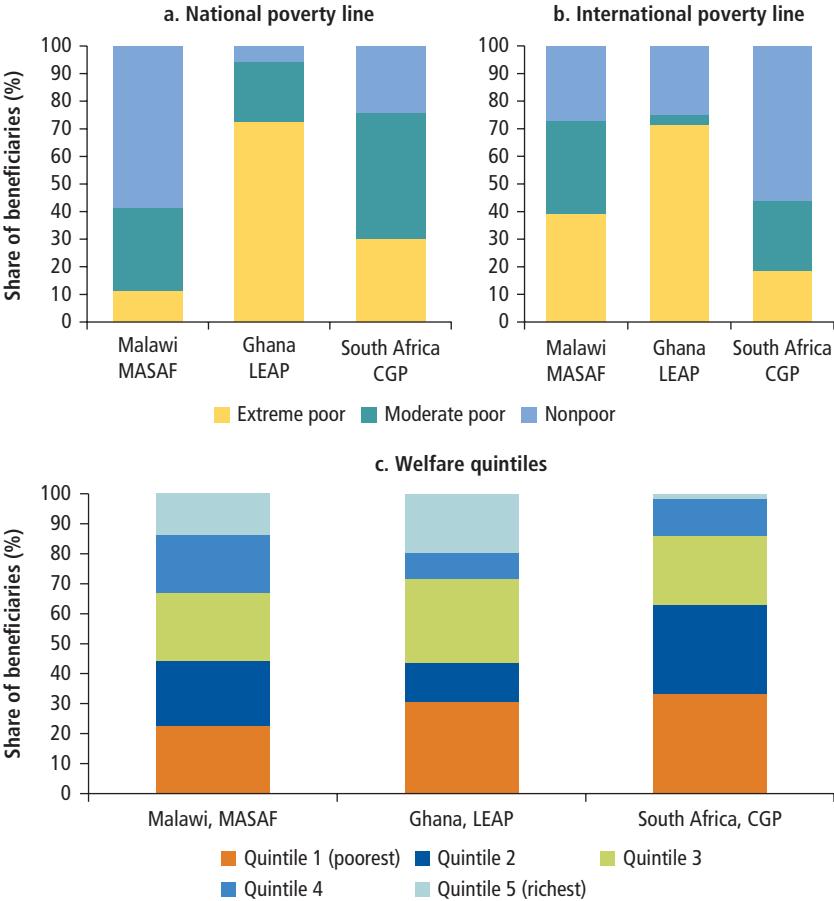 a. National poverty line
Share of beneficiaries (%)
100
90
80
70
60
50
40
30
20
10
0
Malawi
MASAF
Ghana
LEAP
South Africa
CGP
b. International poverty line
100
90
80
70
60
50
40
30
20
10
0
Malawi
MASAF
Ghana
LEAP
South Africa
CGP
Extreme poor Moderate poor Nonpoor
c. Welfare quintiles
Share of beneficiaries (%)
100
90
80
70
60
50
40
30
20
10
0
Malawi, MASAF
Ghana, LEAP
South Africa, CGP
Quintile 1 (poorest) Quintile 2 Quintile 3
Quintile 4 Quintile 5 (richest)